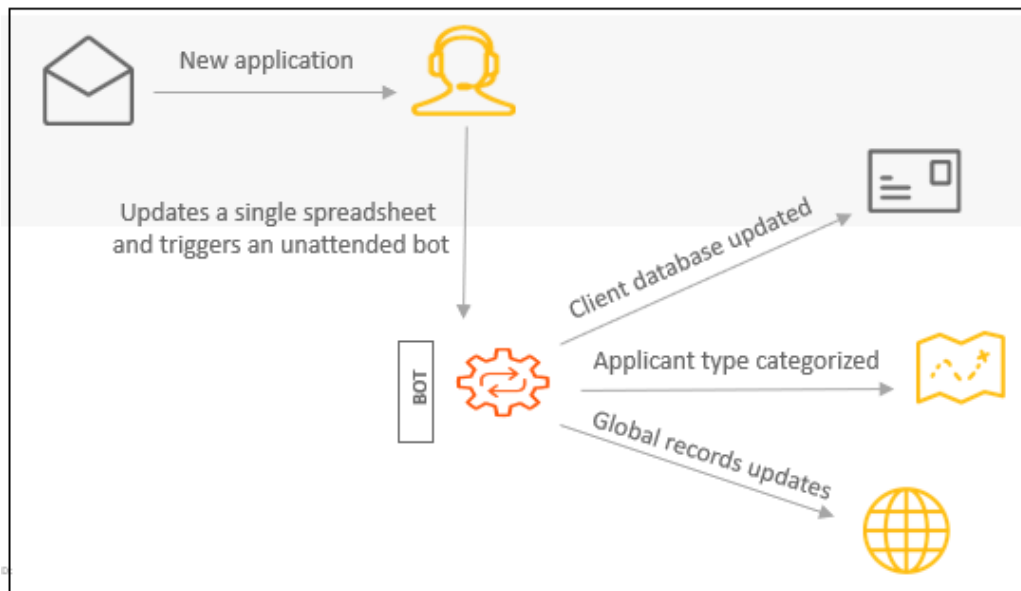 New application
Updates a single spreadsheet
and triggers an unattended bot
Client database updated
BOT
Applicant type categorized
Global records updates